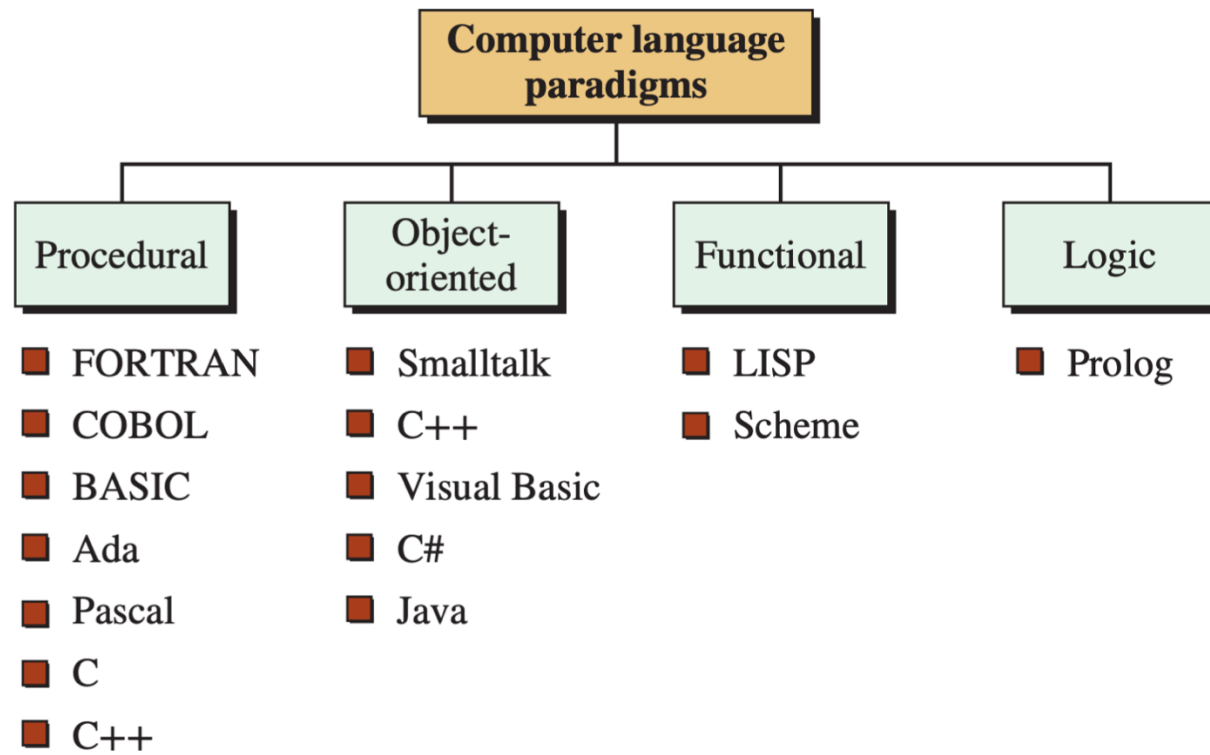 Computer language
paradigms
Procedural
Object-
oriented
Functional
Logic
FORTRAN
COBOL
BASIC
Ada
Pascal
C
C++
Smalltalk
C++
Visual Basic
C#
Java
LISP
Scheme
Prolog